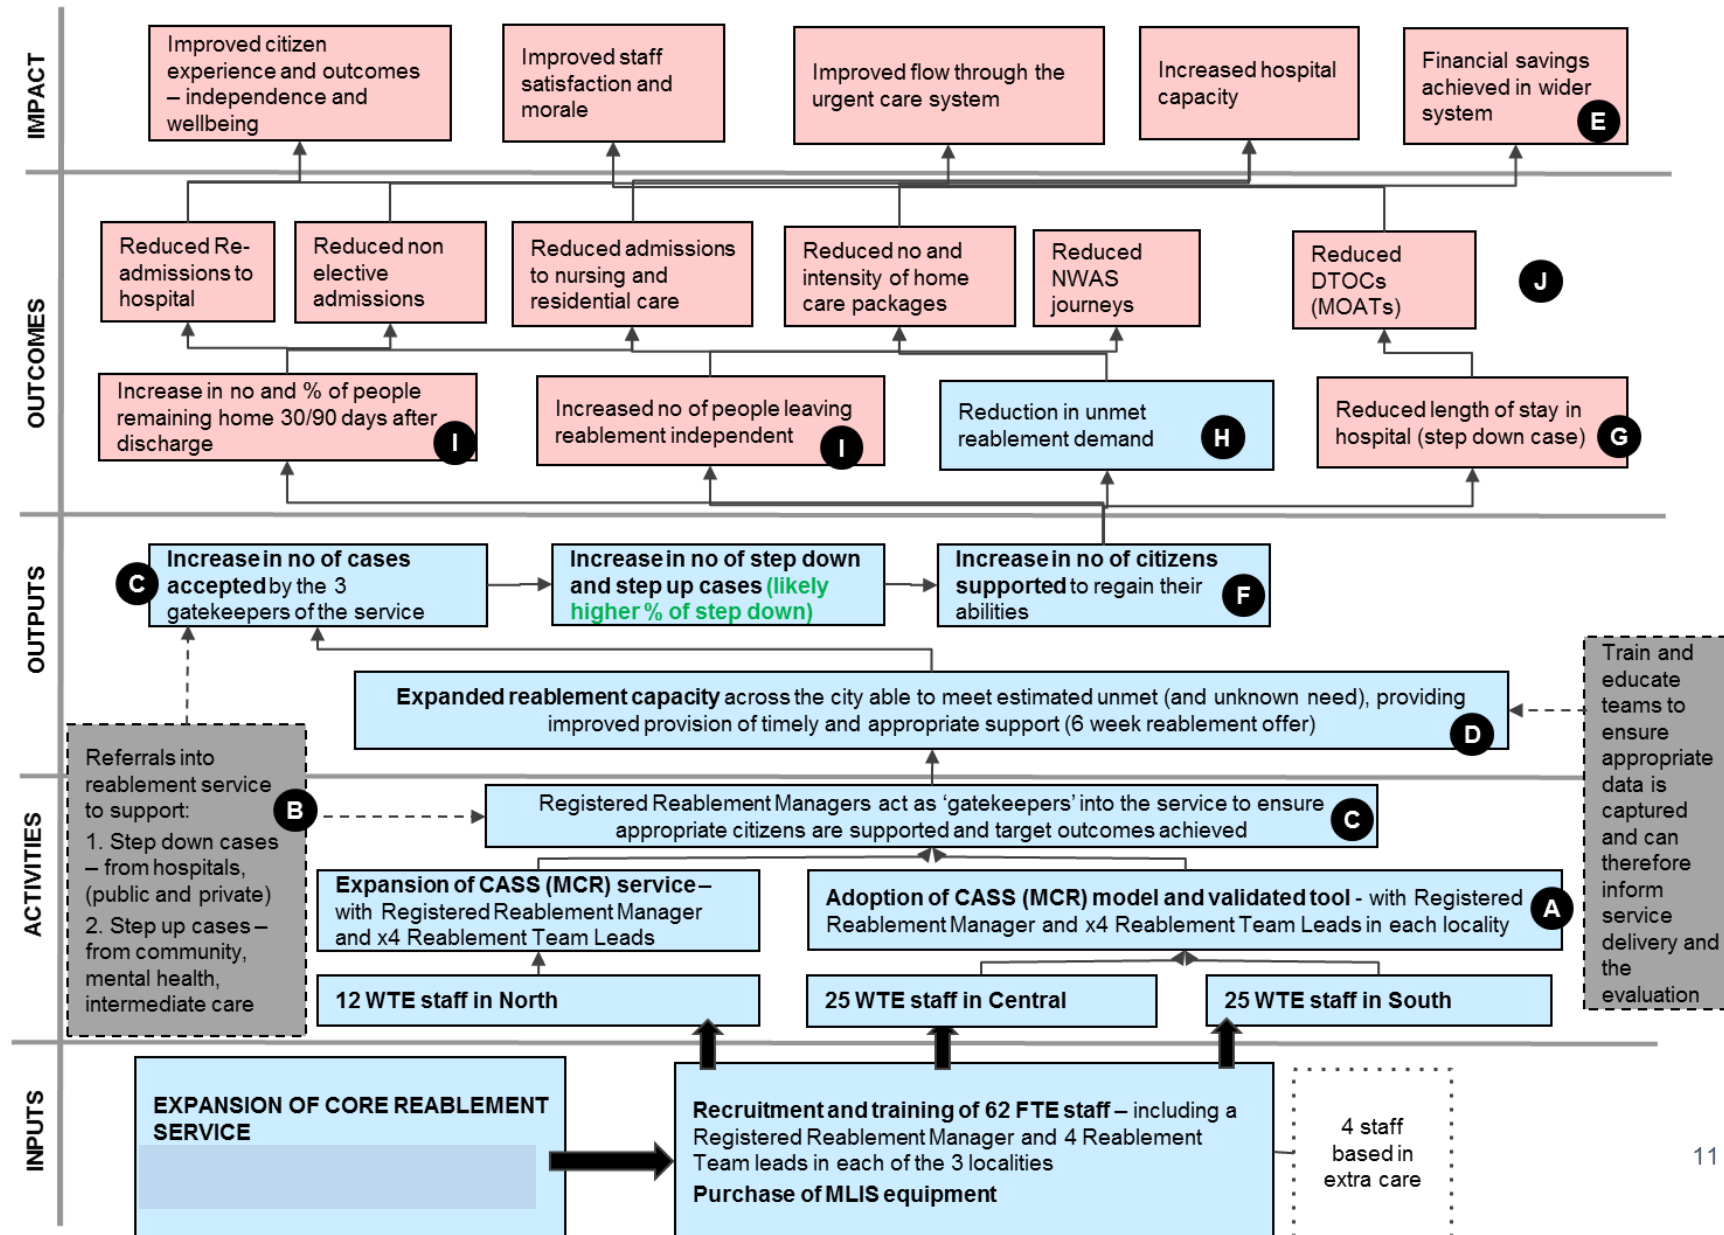 IMPACT
Improved citizen
experience and outcomes
– independence and
wellbeing
Improved staff
satisfaction and
morale
Improved flow through the
urgent care system
Increased hospital
capacity
Financial savings
achieved in wider
system
E
OUTCOMES
Reduced Re-
admissions to
hospital
Reduced non
elective
admissions
Reduced admissions
to nursing and
residential care
Reduced no and
intensity of home
care packages
Reduced
NWAS
journeys
Reduced
DTOCs
(MOATs)
J
Increase in no and % of people
remaining home 30/90 days after
discharge
I
Increased no of people leaving
reablement independent
I
Reduction in unmet
reablement demand
H
Reduced length of stay in
hospital (step down case)
G
OUTPUTS
C
Increase in no of cases
accepted by the 3
gatekeepers of the service
Increase in no of step down
and step up cases (likely
higher % of step down)
Increase in no of citizens
supported to regain their
abilities
F
Expanded reablement capacity across the city able to meet estimated unmet (and unknown need), providing
improved provision of timely and appropriate support (6 week reablement offer)
D
Train and
educate
teams to
ensure
appropriate
data is
captured
and can
therefore
inform
service
delivery and
the
evaluation
Referrals into
reablement service
to support:
1. Step down cases
– from hospitals,
(public and private)
2. Step up cases –
from community,
mental health,
intermediate care
B
ACTIVITIES
Registered Reablement Managers act as ‘gatekeepers’ into the service to ensure
appropriate citizens are supported and target outcomes achieved
C
Expansion of CASS (MCR) service –
with Registered Reablement Manager
and x4 Reablement Team Leads
Adoption of CASS (MCR) model and validated tool - with Registered
Reablement Manager and x4 Reablement Team Leads in each locality
A
12 WTE staff in North
25 WTE staff in Central
25 WTE staff in South
INPUTS
EXPANSION OF CORE REABLEMENT
SERVICE
Recruitment and training of 62 FTE staff – including a
Registered Reablement Manager and 4 Reablement
Team leads in each of the 3 localities
Purchase of MLIS equipment
4 staff
based in
extra care
11